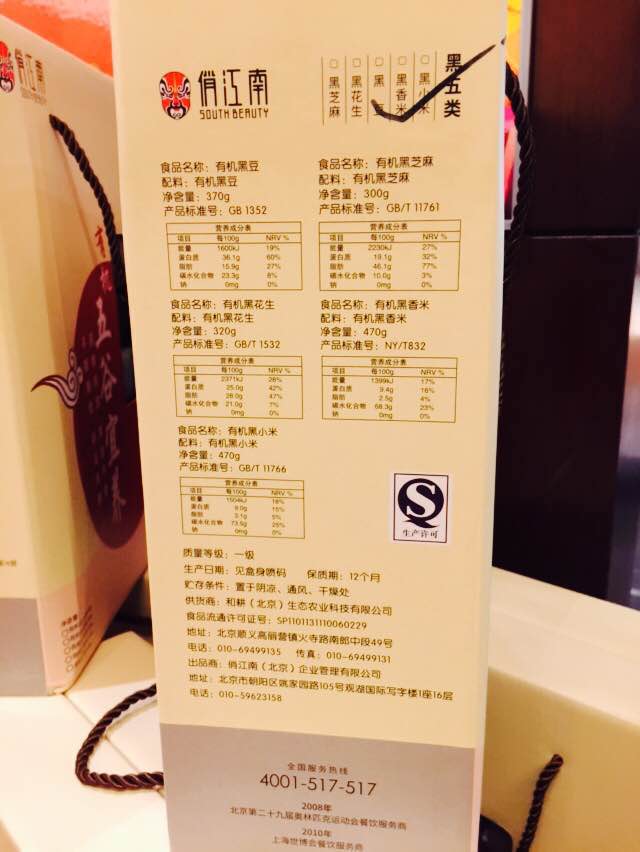 俏江南
SOUTH BEAUTY
黑五类
黑小米
黑香米
黑
黑花生
黑芝麻
食品名称：有机黑豆
配料：有机黑豆
净含量：370g
产品标准号：GB 1352
营养成分表
项目 每100g NRV %
能量 1600kJ 19%
蛋白质 36.1g 60%
脂肪 15.9g 27%
碳水化合物 23.3g 8%
钠 0mg 0%
食品名称：有机黑芝麻
配料：有机黑芝麻
净含量：300g
产品标准号：GB/T 11761
营养成分表
项目 每100g NRV %
能量 2230kJ 27%
蛋白质 19.1g 32%
脂肪 46.1g 77%
碳水化合物 10.0g 3%
钠 0mg 0%
食品名称：有机黑花生
配料：有机黑花生
净含量：320g
产品标准号：GB/T 1532
营养成分表
项目 每100g NRV %
能量 2371kJ 28%
蛋白质 25.0g 42%
脂肪 28.0g 47%
碳水化合物 21.0g 7%
钠 0mg 0%
食品名称：有机黑香米
配料：有机黑香米
净含量：470g
产品标准号：NY/T832
营养成分表
项目 每100g NRV %
能量 1399kJ 17%
蛋白质 9.4g 16%
脂肪 2.5g 4%
碳水化合物 68.3g 23%
钠 0mg 0%
食品名称：有机黑小米
配料：有机黑小米
净含量：470g
产品标准号：GB/T 11766
营养成分表
项目 每100g NRV %
能量 1504kJ 18%
蛋白质 9.0g 15%
脂肪 3.1g 5%
碳水化合物 73.5g 25%
钠 0mg 0%
生产许可
质量等级：一级
生产日期：见盒身喷码 保质期：12个月
贮存条件：置于阴凉、通风、干燥处
供货商：和耕（北京）生态农业科技有限公司
食品流通许可证号：SP1101131110060229
地址：北京顺义高丽营镇火寺路南郎中段49号
电话：010-69499135 传真：010-69499131
出品商：俏江南（北京）企业管理有限公司
地址：北京市朝阳区姚家园路105号观湖国际写字楼1座16层
电话：010-59623158
全国服务热线
4001-517-517
2008年
北京第二十九届奥林匹克运动会餐饮服务商
2010年
上海世博会餐饮服务商
俏江南
有机
五谷宜养